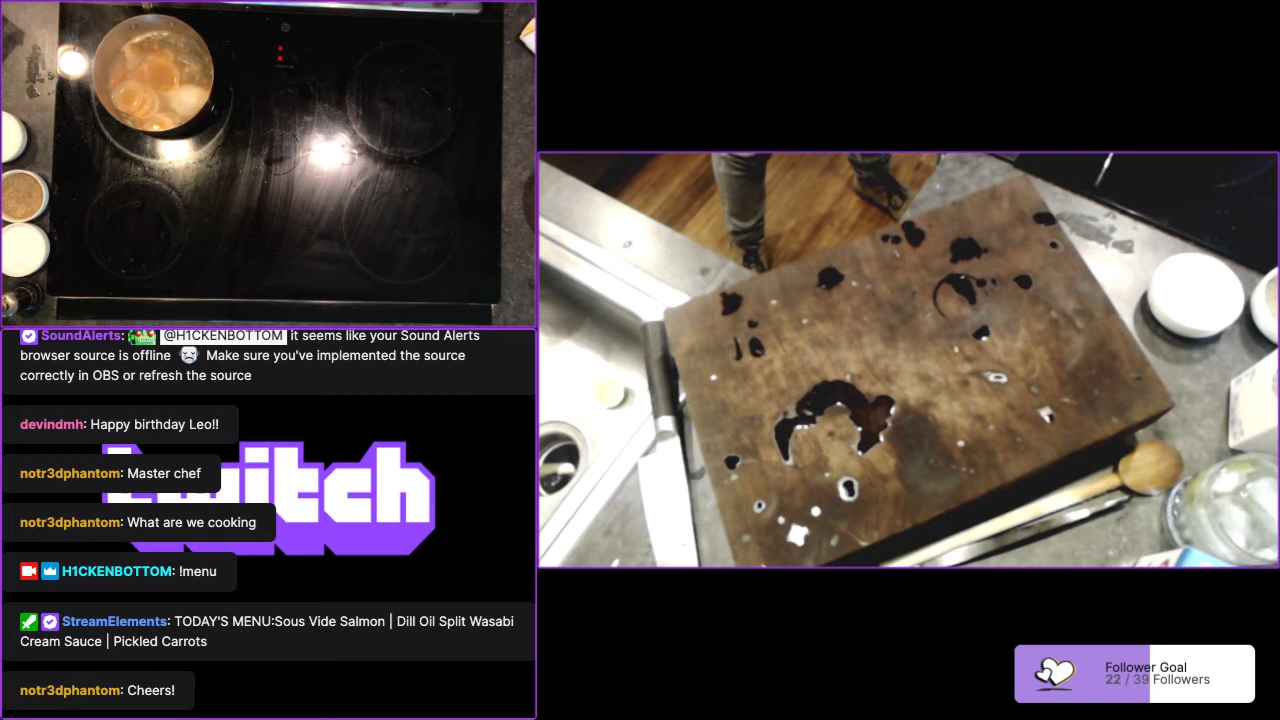 SoundAlerts: @H1CKENBOTTOM it seems like your Sound Alerts
browser source is offline Make sure you've implemented the source
correctly in OBS or refresh the source
devindmh: Happy birthday Leo!!
notr3dphantom: Master chef
twitch
notr3dphantom: What are we cooking
H1CKENBOTTOM: !menu
StreamElements: TODAY'S MENU:Sous Vide Salmon | Dill Oil Split Wasabi
Cream Sauce | Pickled Carrots
notr3dphantom: Cheers!
Follower Goal
22 / 39 Followers